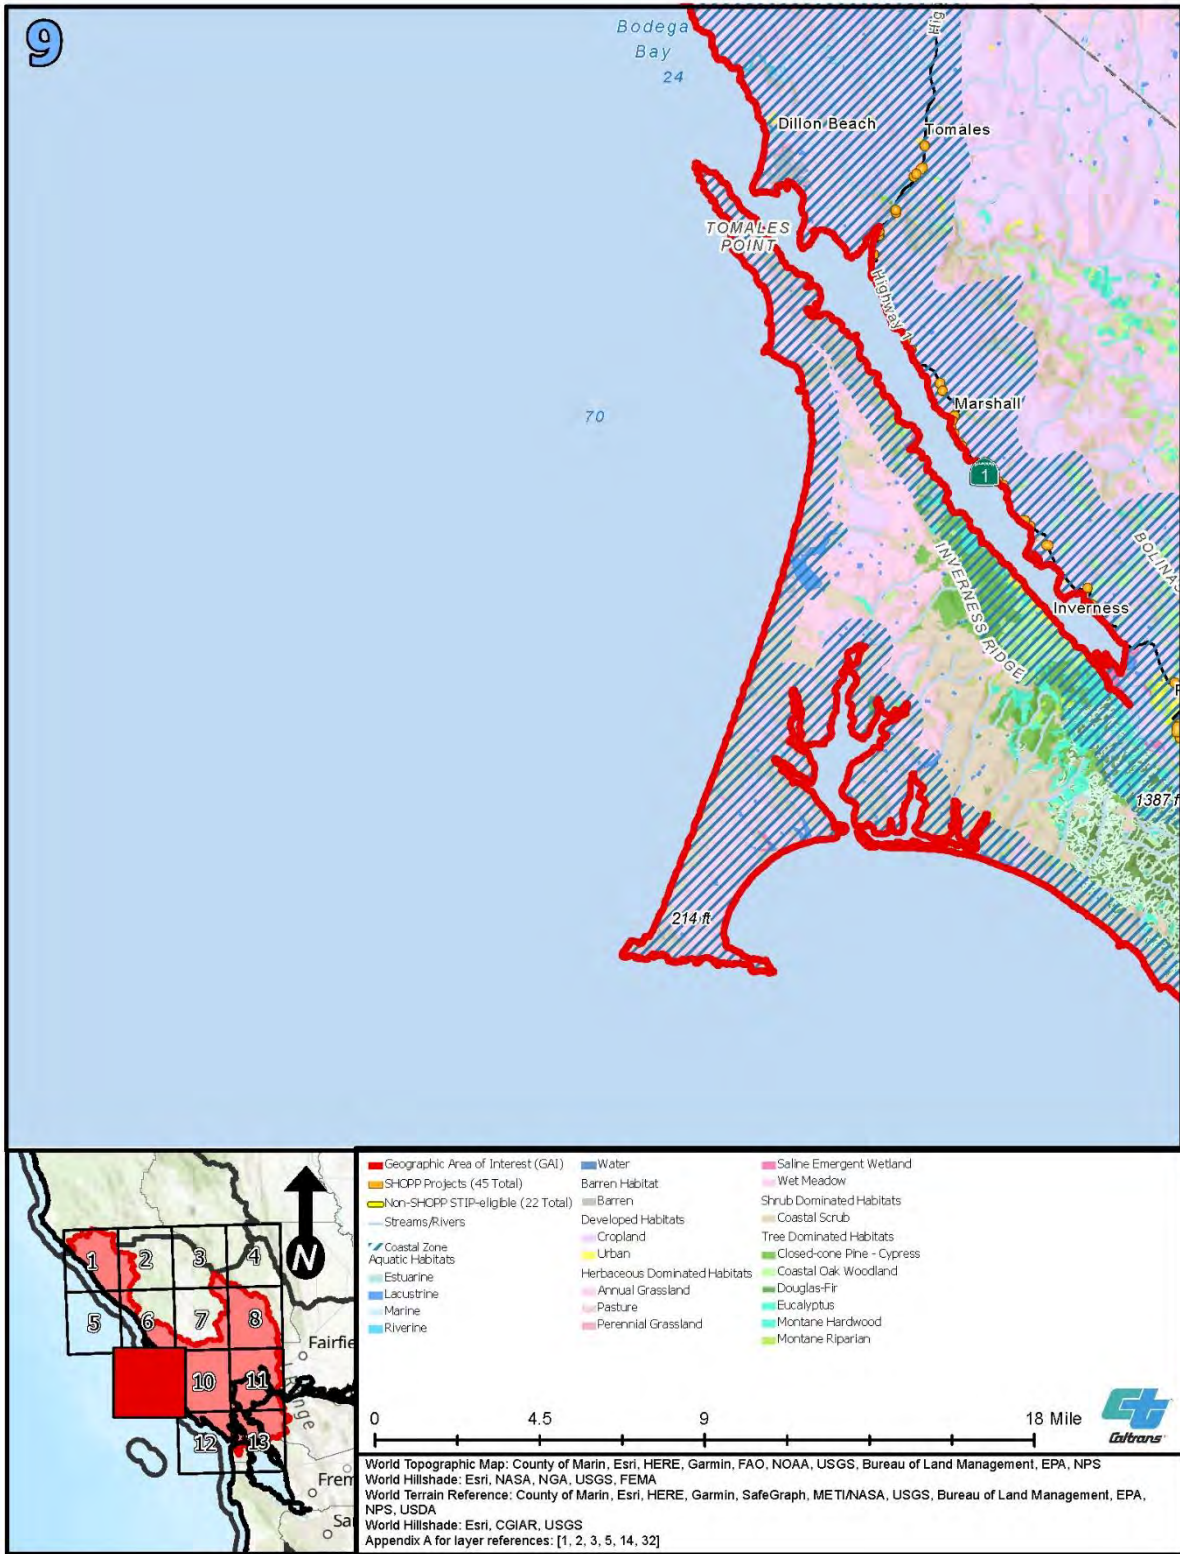 9
Bodega
Bay
24
Dillon Beach
Tomales
TOMALES
POINT
Highway 1
70
Marshall
1
INVERNESS RIDGE
BOLINAS
Inverness
1387 f
214 ft
1
2
3
4
5
6
7
8
10
11
12
13
N
Fairfie
Range
Frem
Sa
Geographic Area of Interest (GAI)
SHOPP Projects (45 Total)
Non-SHOPP STIP-eligible (22 Total)
Streams/Rivers
Coastal Zone
Aquatic Habitats
Estuarine
Lacustrine
Marine
Riverine
Water
Barren Habitat
Barren
Developed Habitats
Cropland
Urban
Herbaceous Dominated Habitats
Annual Grassland
Pasture
Perennial Grassland
Saline Emergent Wetland
Wet Meadow
Shrub Dominated Habitats
Coastal Scrub
Tree Dominated Habitats
Closed-cone Pine - Cypress
Coastal Oak Woodland
Douglas-Fir
Eucalyptus
Montane Hardwood
Montane Riparian
0 4.5 9 18 Mile
Caltrans
World Topographic Map: County of Marin, Esri, HERE, Garmin, FAO, NOAA, USGS, Bureau of Land Management, EPA, NPS
World Hillshade: Esri, NASA, NGA, USGS, FEMA
World Terrain Reference: County of Marin, Esri, HERE, Garmin, SafeGraph, METI/NASA, USGS, Bureau of Land Management, EPA,
NPS, USDA
World Hillshade: Esri, CGIAR, USGS
Appendix A for layer references: [1, 2, 3, 5, 14, 32]